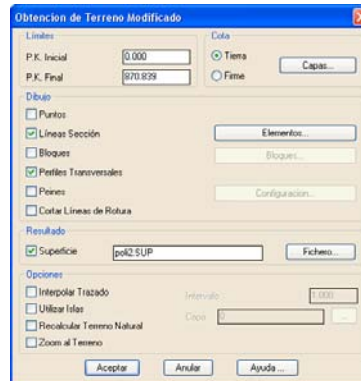 Obtencion de Terreno Modificado
Límites
P.K. Inicial 0.000
P.K. Final 870.839
Cota
Tierra
Firme
Capas...
Dibujo
Puntos
Líneas Sección Elementos...
Bloques Bloques...
Perfiles Transversales
Peines Configuracion...
Cortar Líneas de Rotura
Resultado
Superficie poli2.SUP Fichero...
Opciones
Interpolar Trazado Intervalo 1.000
Utilizar Islas
Capa 0 ...
Recalcular Terreno Natural
Zoom al Terreno
Aceptar Anular Ayuda ...